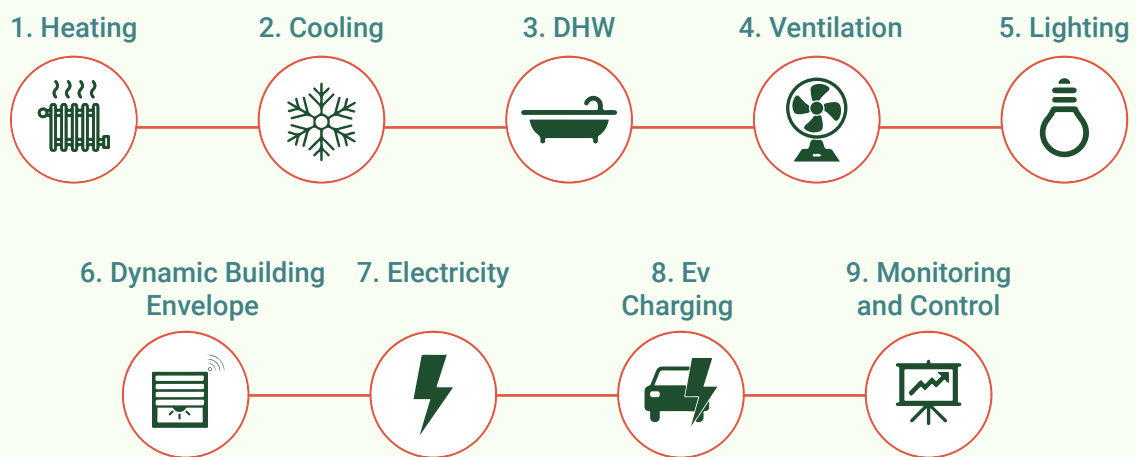 1. Heating
2. Cooling
3. DHW
4. Ventilation
5. Lighting
6. Dynamic Building
Envelope
7. Electricity
8. Ev
Charging
9. Monitoring
and Control